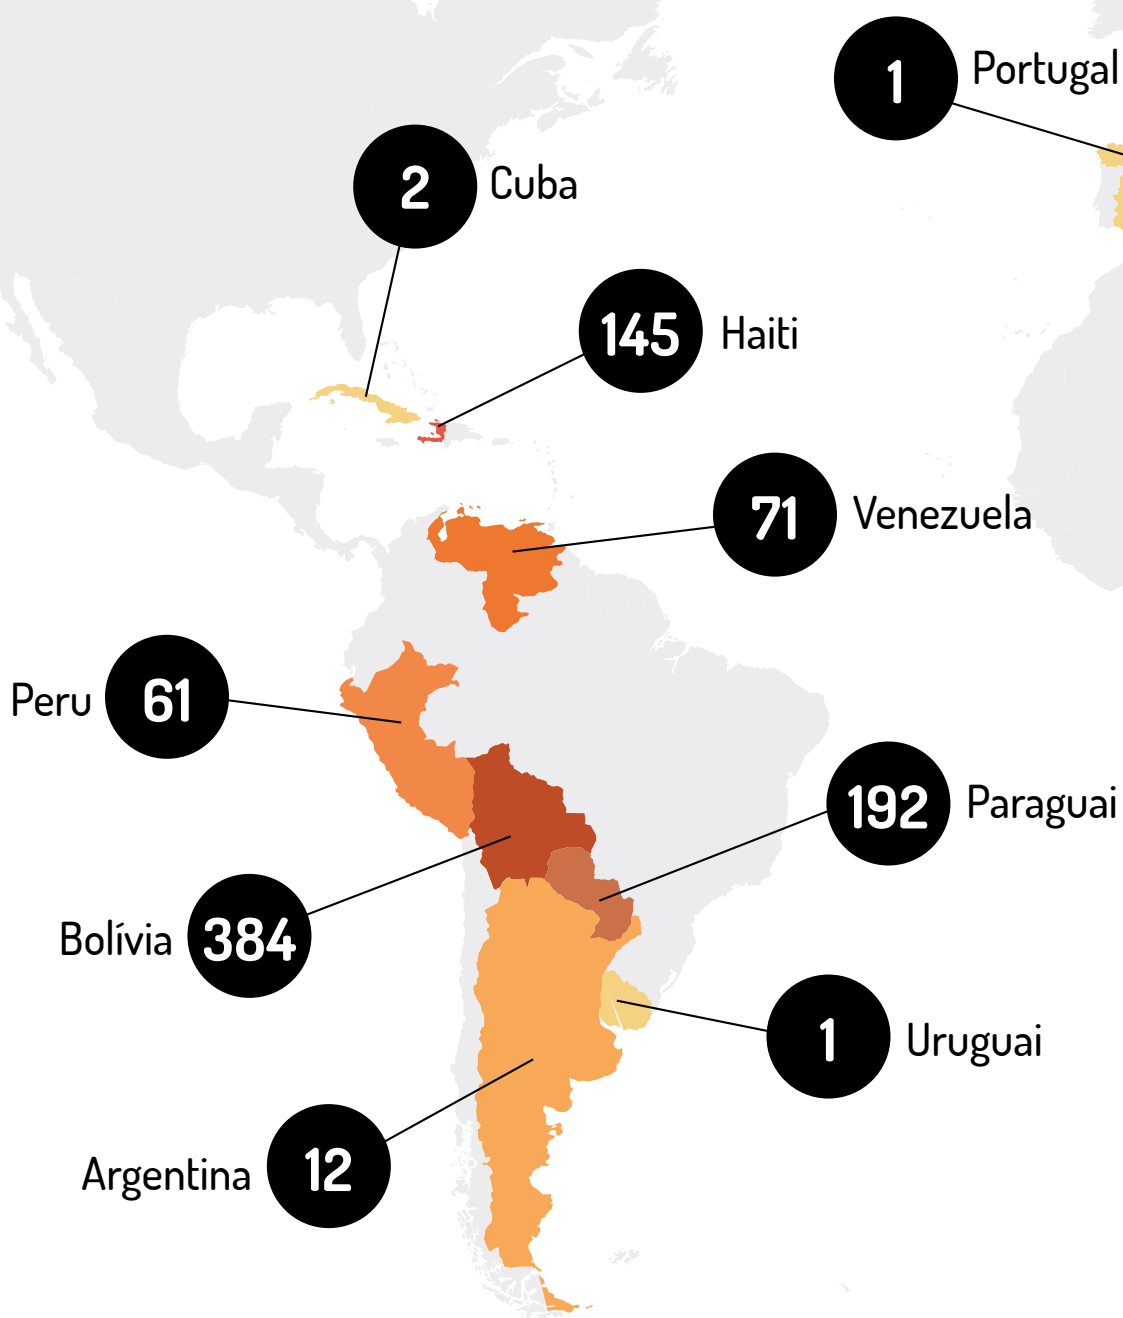 1 Portugal
2 Cuba
145 Haiti
71 Venezuela
Peru 61
192 Paraguai
Bolívia 384
1 Uruguai
Argentina 12